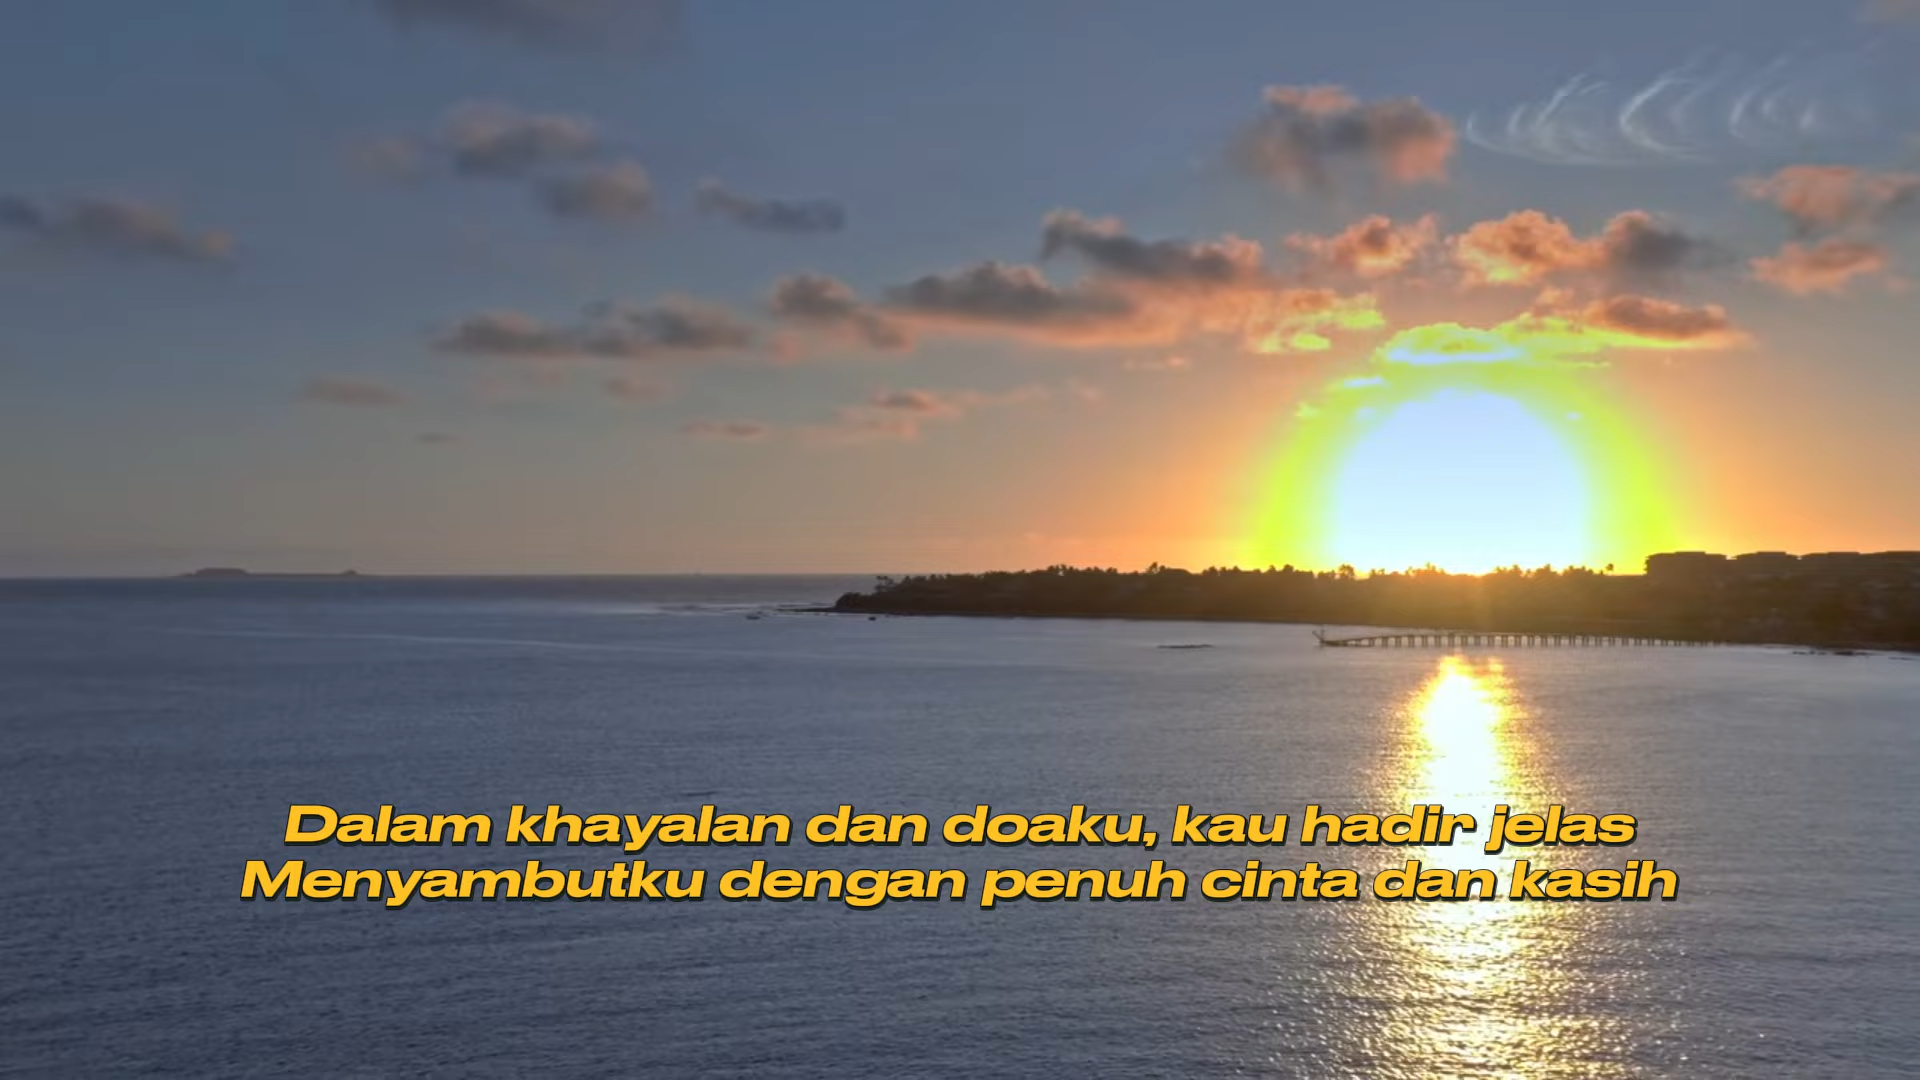 Dalam khayalan dan doaku, kau hadir jelas
Menyambutku dengan penuh cinta dan kasih